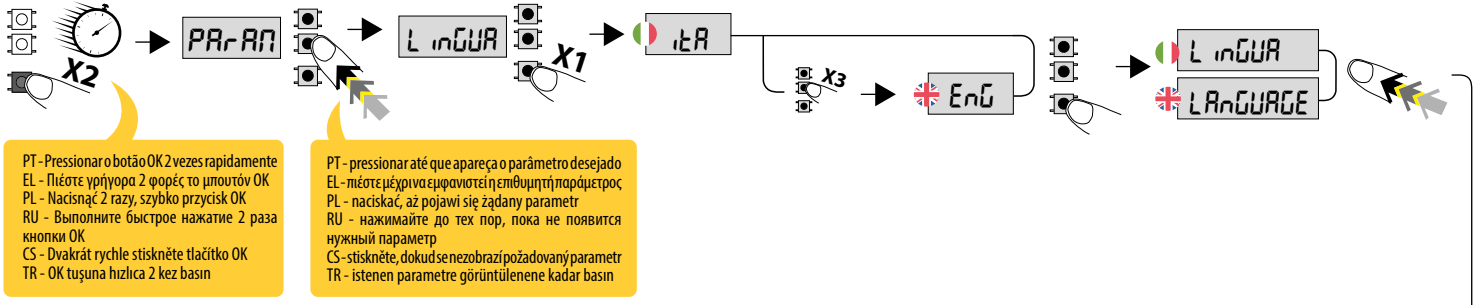 X2
PArAM
L inGUA
X1
itA
X3
EnG
L inGUA
LAnGUAGE
PT - Pressionar o botão OK 2 vezes rapidamente
EL - Πιέστε γρήγορα 2 φορές το μπουτόν OK
PL - Nacisnąć 2 razy, szybko przycisk OK
RU - Выполните быстрое нажатие 2 раза
кнопки OK
CS - Dvakrát rychle stiskněte tlačítko OK
TR - OK tuşuna hızlıca 2 kez basın
PT - pressionar até que apareça o parâmetro desejado
EL - πιέστε μέχρι να εμφανιστεί η επιθυμητή παράμετρος
PL - naciskać, aż pojawi się żądany parametr
RU - нажимайте до тех пор, пока не появится
нужный параметр
CS - stiskněte, dokud se nezobrazí požadovaný parametr
TR - istenen parametre görüntülenene kadar basın